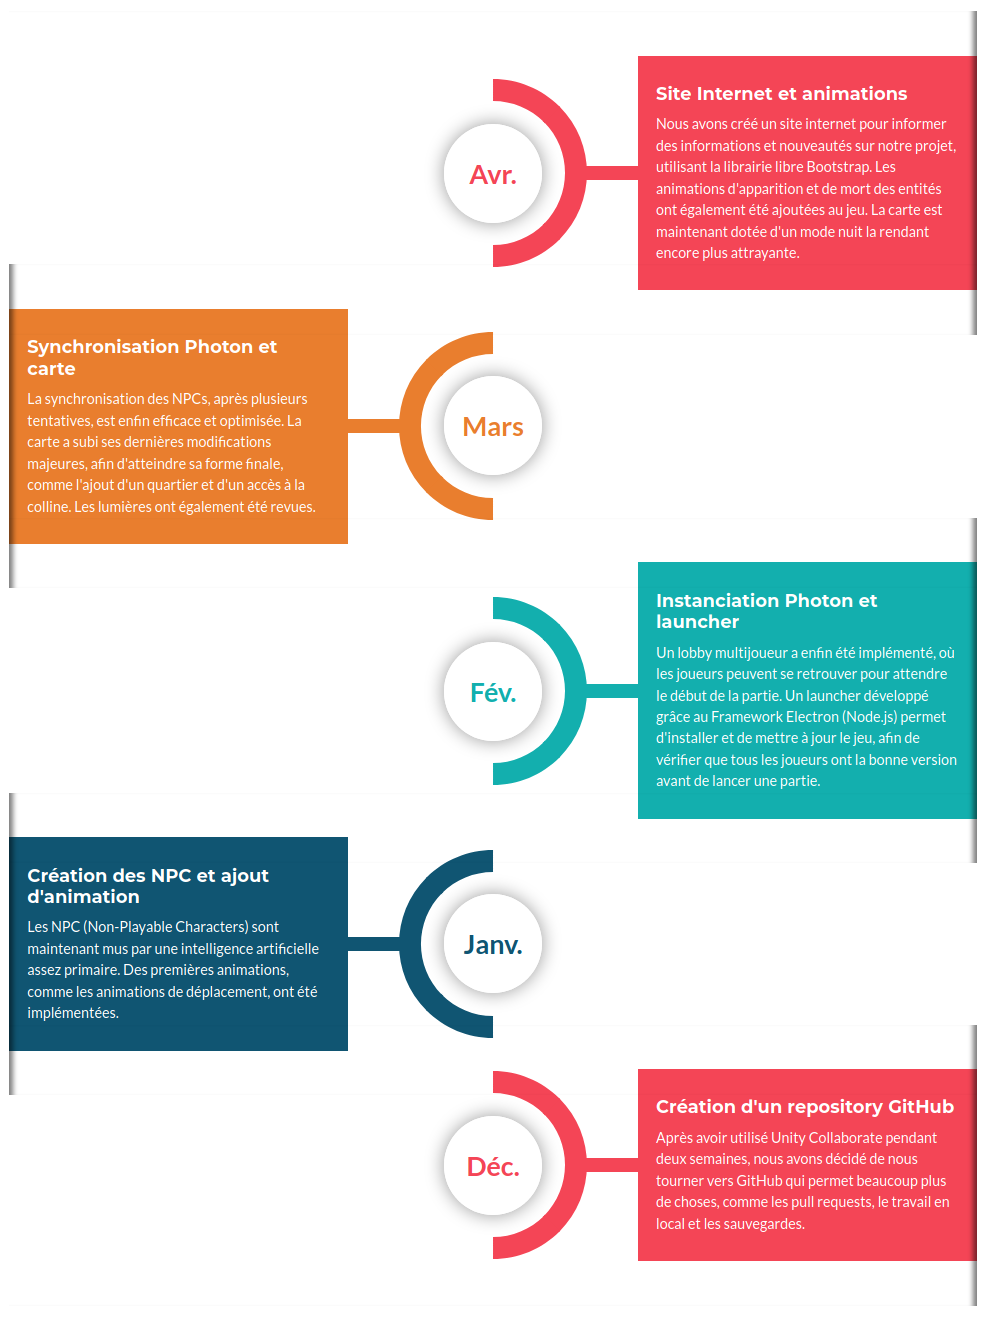 Avr.
Site Internet et animations
Nous avons créé un site internet pour informer
des informations et nouveautés sur notre projet,
utilisant la librairie libre Bootstrap. Les
animations d'apparition et de mort des entités
ont également été ajoutées au jeu. La carte est
maintenant dotée d'un mode nuit la rendant
encore plus attrayante.
Synchronisation Photon et
carte
La synchronisation des NPCs, après plusieurs
tentatives, est enfin efficace et optimisée. La
carte a subi ses dernières modifications
majeures, afin d'atteindre sa forme finale,
comme l'ajout d'un quartier et d'un accès à la
colline. Les lumières ont également été revues.
Mars
Fév.
Instanciation Photon et
launcher
Un lobby multijoueur a enfin été implémenté, où
les joueurs peuvent se retrouver pour attendre
le début de la partie. Un launcher développé
grâce au Framework Electron (Node.js) permet
d'installer et de mettre à jour le jeu, afin de
vérifier que tous les joueurs ont la bonne version
avant de lancer une partie.
Création des NPC et ajout
d'animation
Les NPC (Non-Playable Characters) sont
maintenant mus par une intelligence artificielle
assez primaire. Des premières animations,
comme les animations de déplacement, ont été
implémentées.
Janv.
Déc.
Création d'un repository GitHub
Après avoir utilisé Unity Collaborate pendant
deux semaines, nous avons décidé de nous
tourner vers GitHub qui permet beaucoup plus
de choses, comme les pull requests, le travail en
local et les sauvegardes.